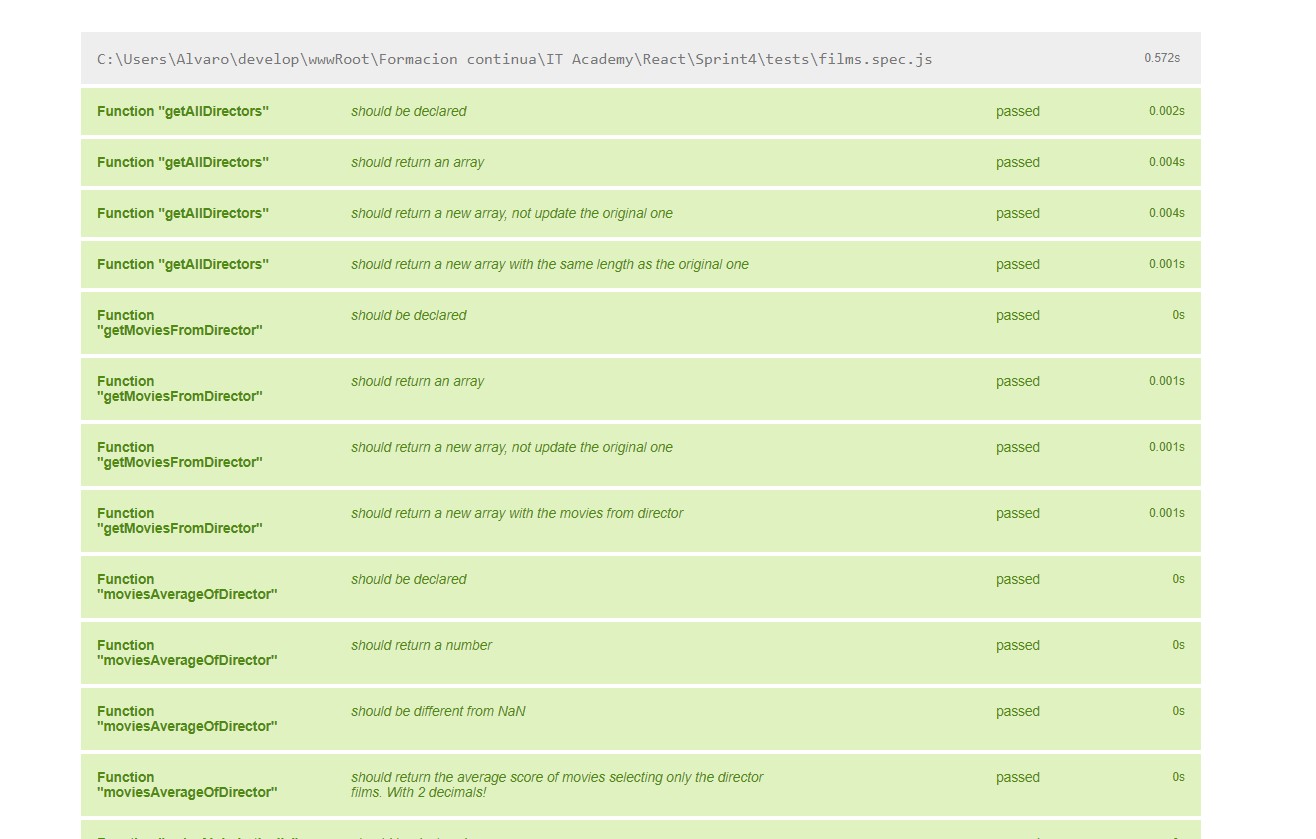 C:\Users\Alvaro\develop\wwwRoot\Formacion continua\IT Academy\React\Sprint4\tests\films.spec.js 0.572s
Function "getAllDirectors" should be declared passed 0.002s
Function "getAllDirectors" should return an array passed 0.004s
Function "getAllDirectors" should return a new array, not update the original one passed 0.004s
Function "getAllDirectors" should return a new array with the same length as the original one passed 0.001s
Function should be declared passed 0s
"getMoviesFromDirector"
Function should return an array passed 0.001s
"getMoviesFromDirector"
Function should return a new array, not update the original one passed 0.001s
"getMoviesFromDirector"
Function should return a new array with the movies from director passed 0.001s
"getMoviesFromDirector"
Function should be declared passed 0s
"moviesAverageOfDirector"
Function should return a number passed 0s
"moviesAverageOfDirector"
Function should be different from NaN passed 0s
"moviesAverageOfDirector"
Function should return the average score of movies selecting only the director passed 0s
"moviesAverageOfDirector" films. With 2 decimals!